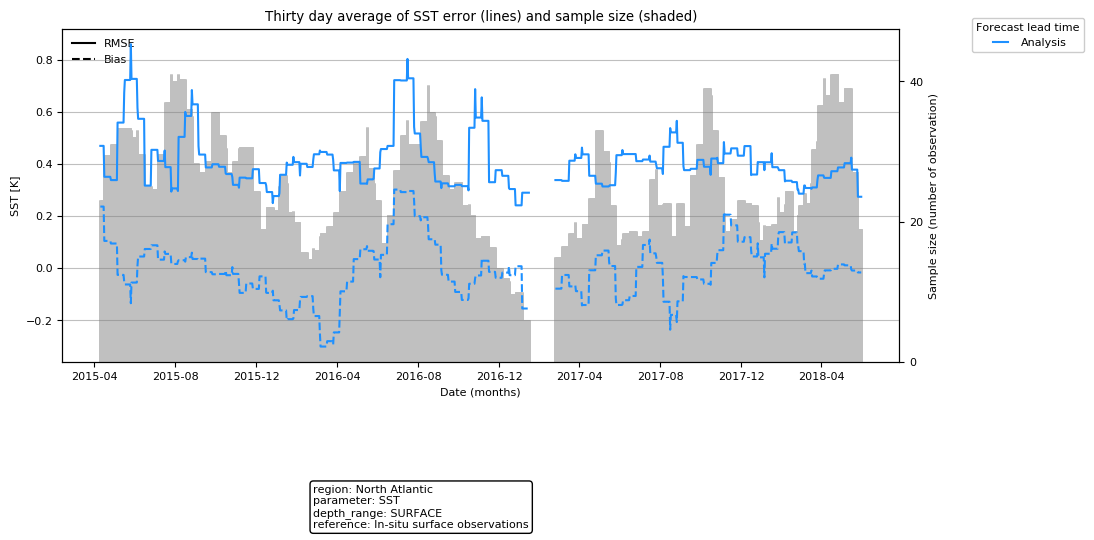 Thirty day average of SST error (lines) and sample size (shaded)
Forecast lead time
Analysis
RMSE
Bias
SST [K]
0.8
0.6
0.4
0.2
0.0
−0.2
40
20
0
Sample size (number of observation)
2015-04 2015-08 2015-12 2016-04 2016-08 2016-12 2017-04 2017-08 2017-12 2018-04
Date (months)
region: North Atlantic
parameter: SST
depth_range: SURFACE
reference: In-situ surface observations